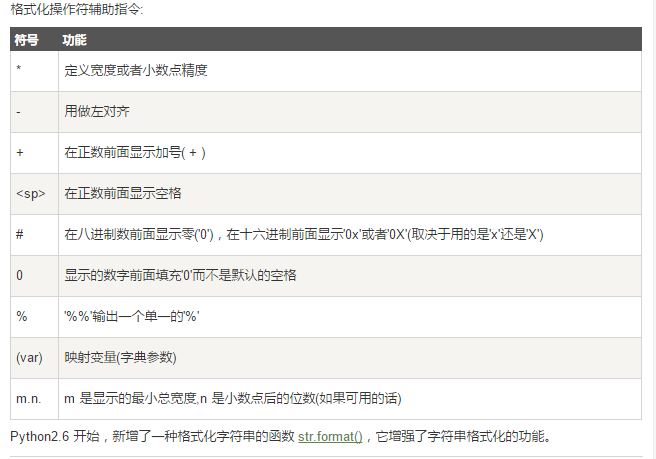 格式化操作符辅助指令:
符号 功能
* 定义宽度或者小数点精度
- 用做左对齐
+ 在正数前面显示加号( + )
<sp> 在正数前面显示空格
# 在八进制数前面显示零('0')，在十六进制前面显示'0x'或者'0X'(取决于用的是'x'还是'X')
0 显示的数字前面填充'0'而不是默认的空格
% '%%'输出一个单一的'%'
(var) 映射变量(字典参数)
m.n. m 是显示的最小总宽度,n 是小数点后的位数(如果可用的话)
Python2.6 开始，新增了一种格式化字符串的函数 str.format()，它增强了字符串格式化的功能。